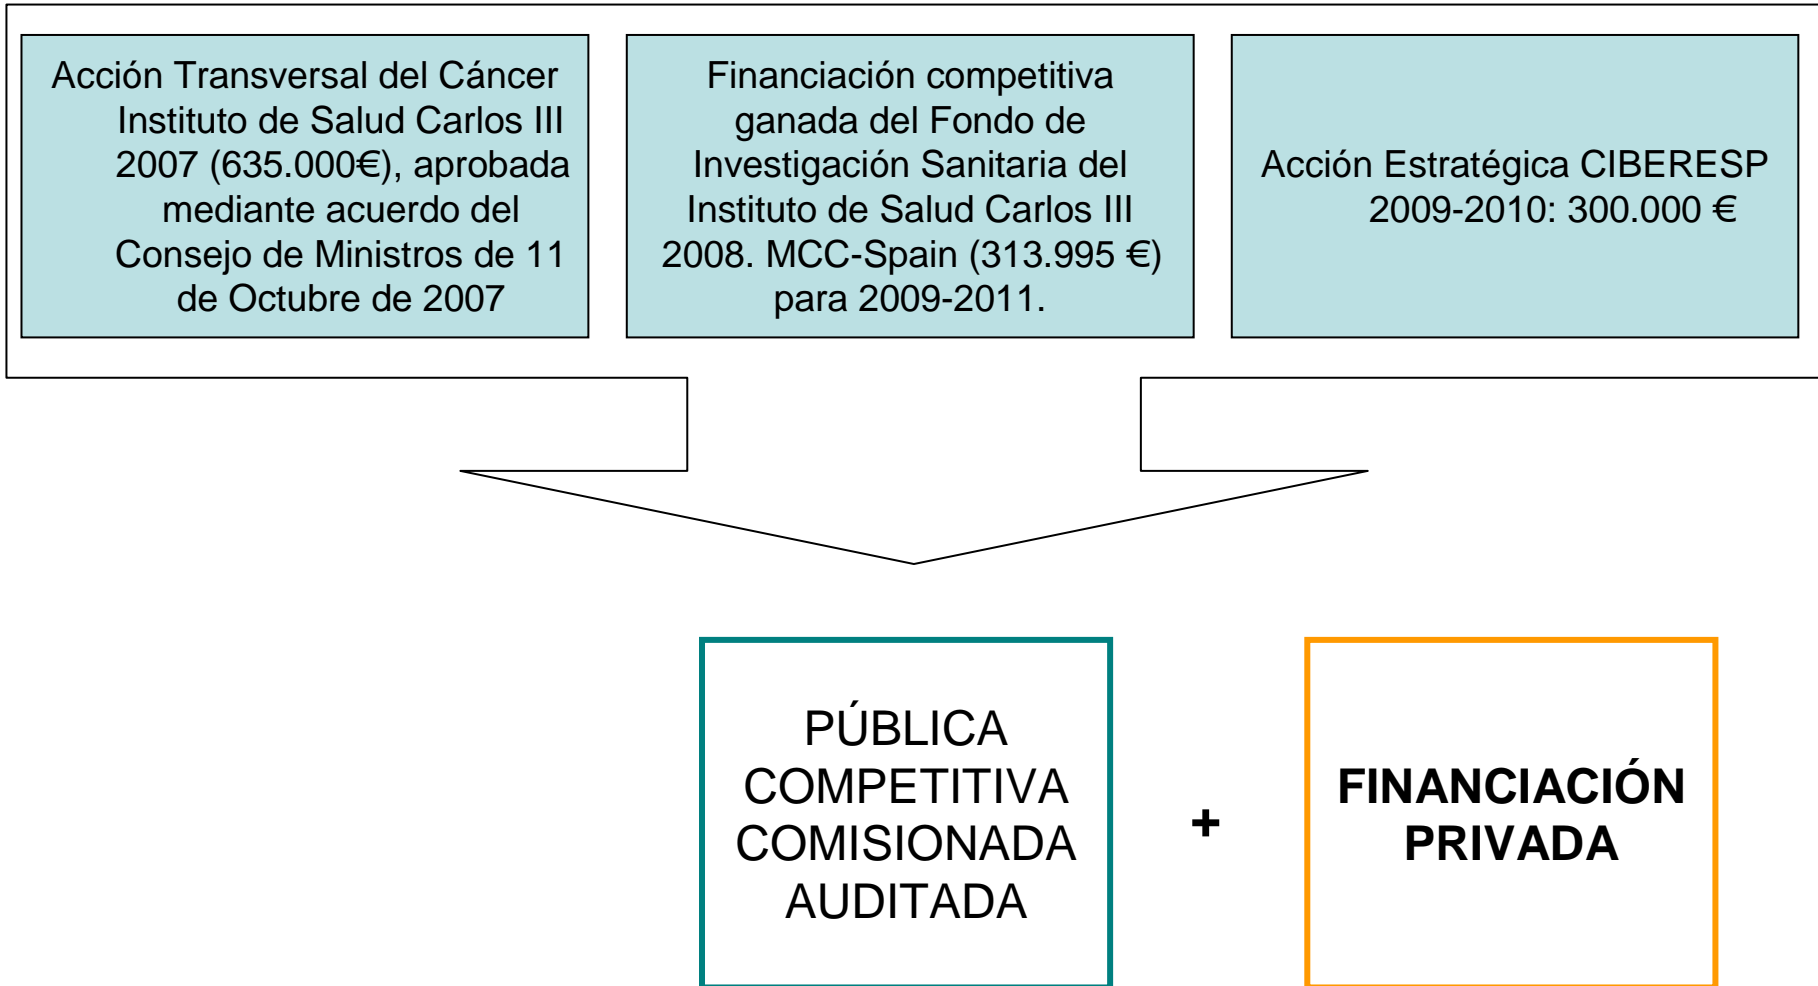 Acción Transversal del Cáncer
Instituto de Salud Carlos III
2007 (635.000€), aprobada
mediante acuerdo del
Consejo de Ministros de 11
de Octubre de 2007
Financiación competitiva
ganada del Fondo de
Investigación Sanitaria del
Instituto de Salud Carlos III
2008. MCC-Spain (313.995 €)
para 2009-2011.
Acción Estratégica CIBERESP
2009-2010: 300.000 €
PÚBLICA
COMPETITIVA
COMISIONADA
AUDITADA
+
FINANCIACIÓN
PRIVADA